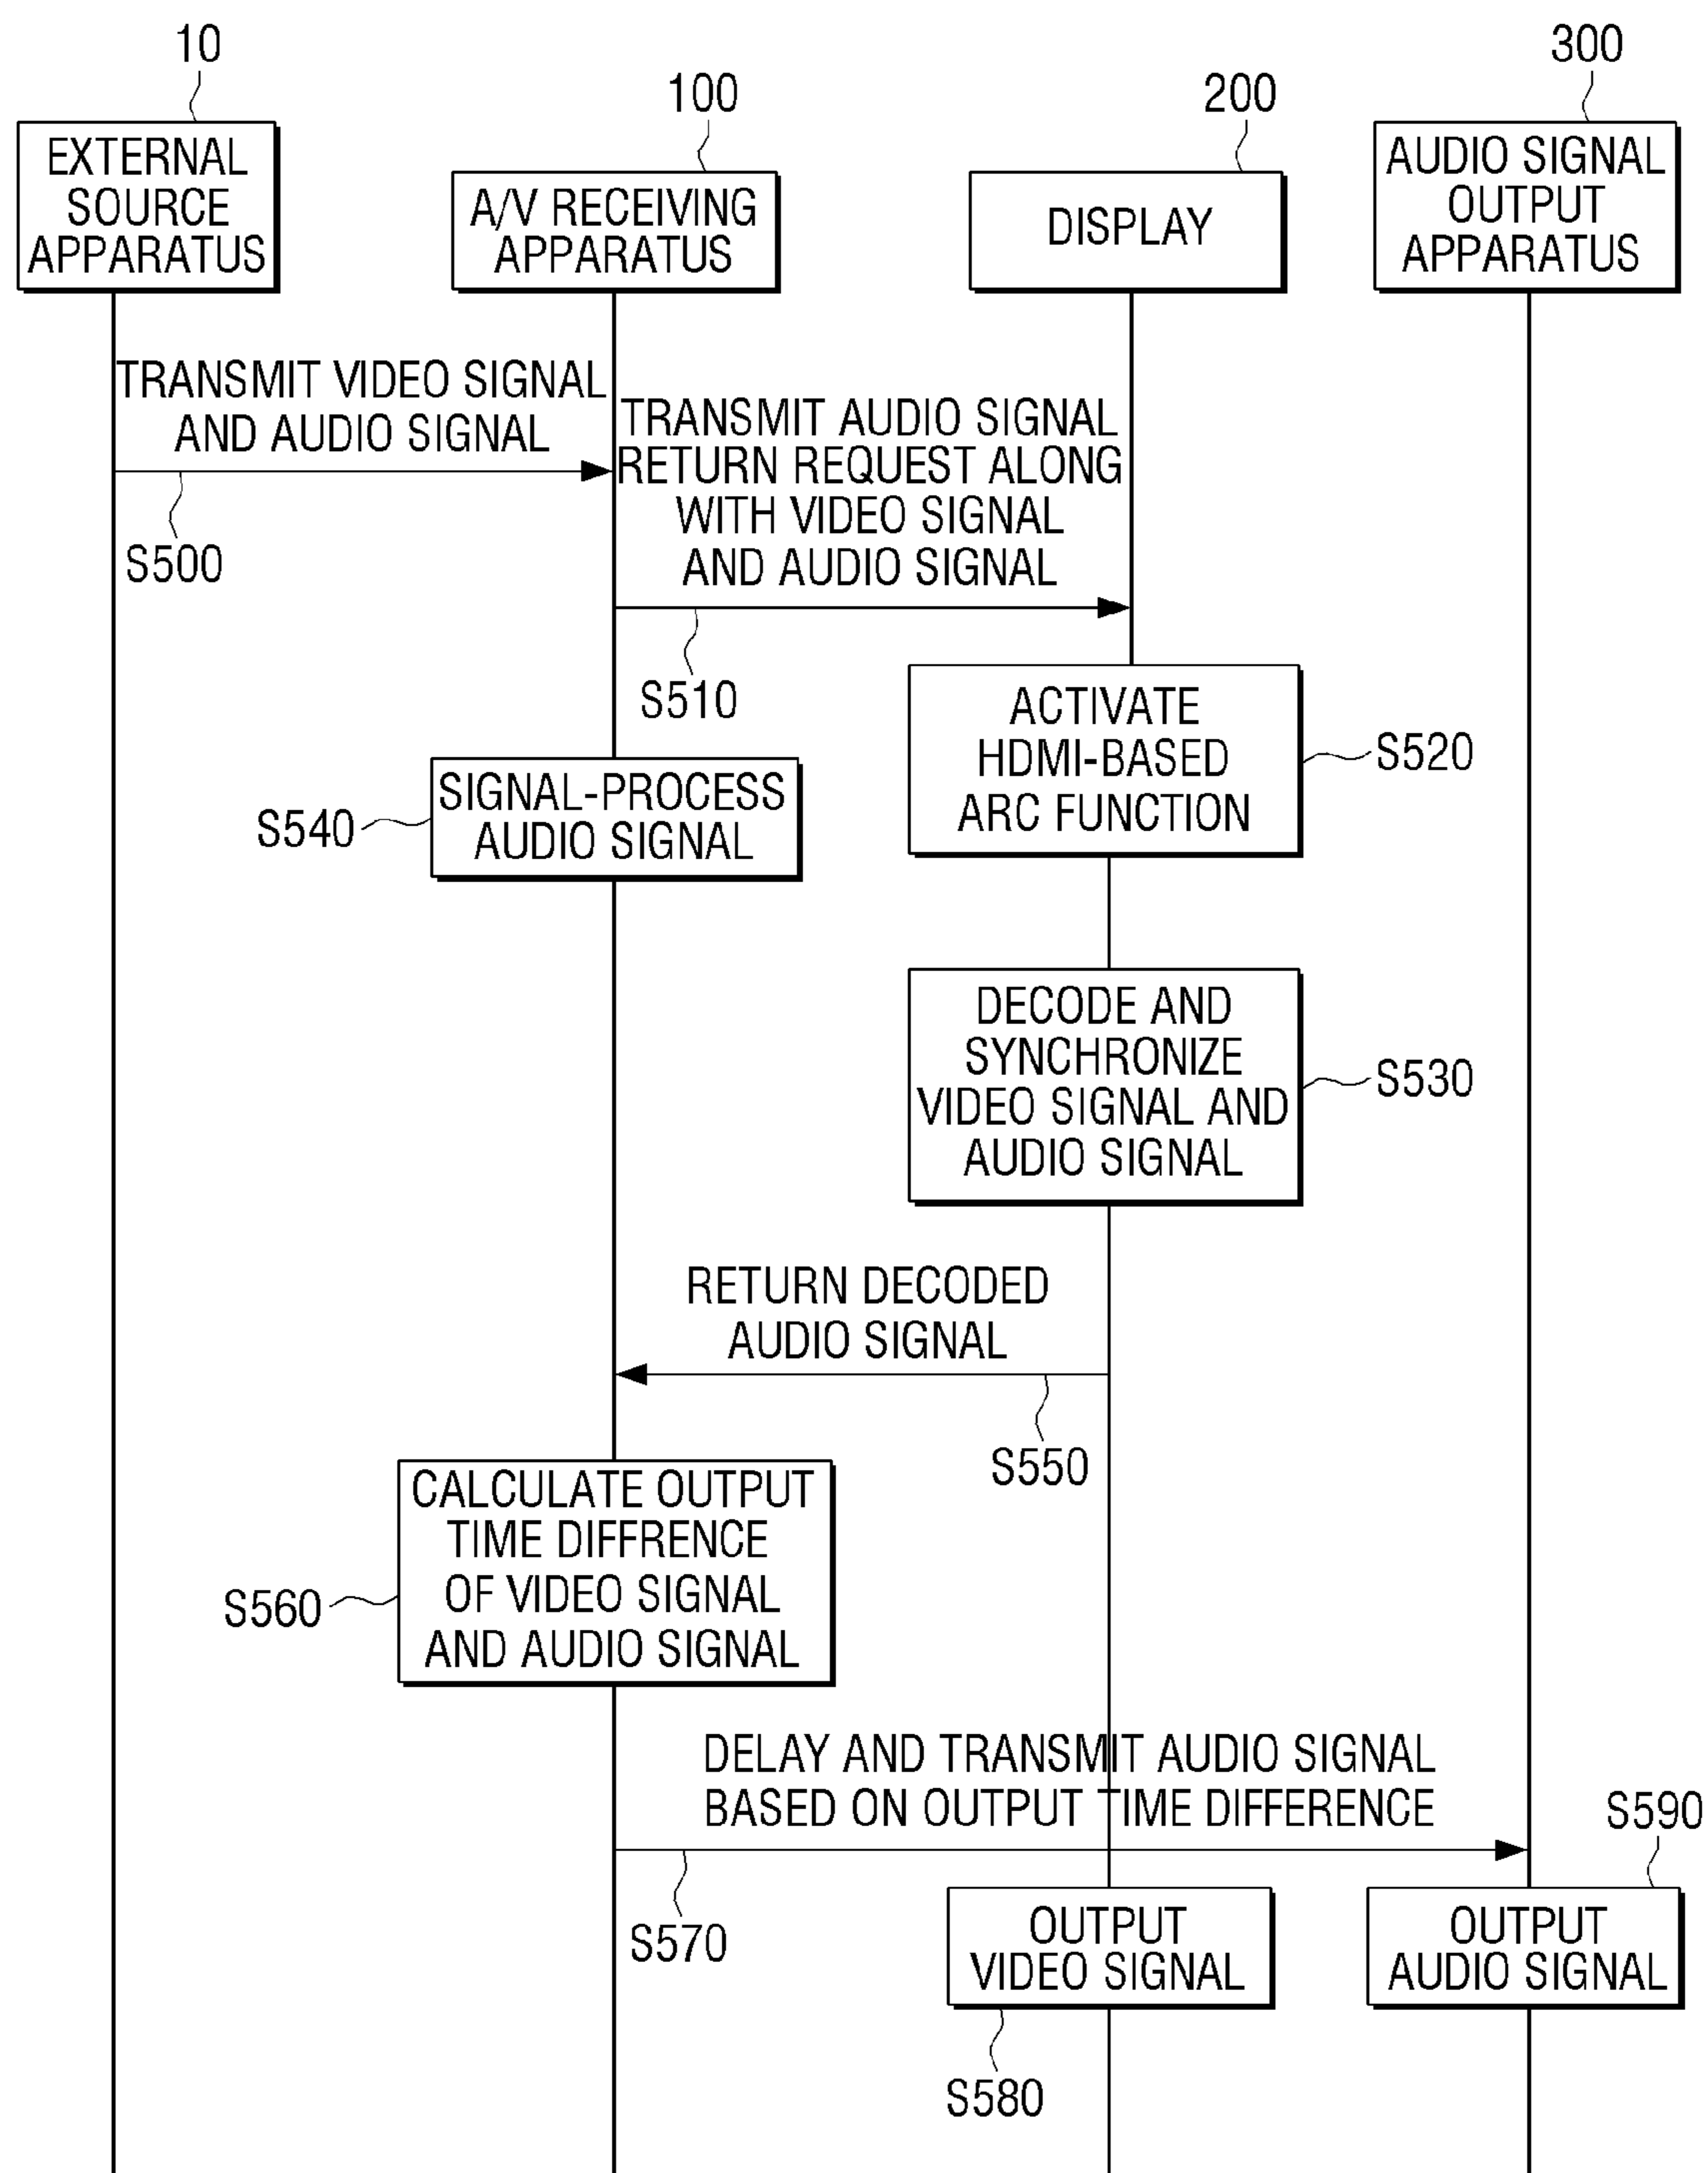 10
100
200
300
EXTERNAL
SOURCE
APPARATUS
A/V RECEIVING
APPARATUS
DISPLAY
AUDIO SIGNAL
OUTPUT
APPARATUS
TRANSMIT VIDEO SIGNAL
AND AUDIO SIGNAL
S500
TRANSMIT AUDIO SIGNAL
RETURN REQUEST ALONG
WITH VIDEO SIGNAL
AND AUDIO SIGNAL
S510
ACTIVATE
HDMI-BASED
ARC FUNCTION
S520
SIGNAL-PROCESS
AUDIO SIGNAL
S540
DECODE AND
SYNCHRONIZE
VIDEO SIGNAL AND
AUDIO SIGNAL
S530
RETURN DECODED
AUDIO SIGNAL
S550
CALCULATE OUTPUT
TIME DIFFRENCE
OF VIDEO SIGNAL
AND AUDIO SIGNAL
S560
DELAY AND TRANSMIT AUDIO SIGNAL
BASED ON OUTPUT TIME DIFFERENCE
S570
S590
OUTPUT
VIDEO SIGNAL
OUTPUT
AUDIO SIGNAL
S580